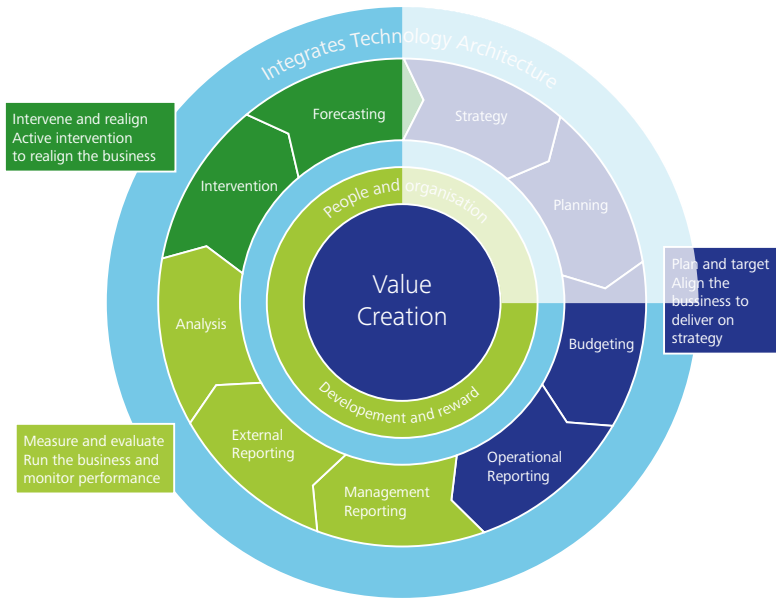 Integrates Technology Architecture
Forecasting
Strategy
Intervene and realign
Active intervention
to realign the business
Intervention
People and organisation
Planning
Value
Creation
Plan and target
Align the
bussiness to
deliver on
strategy
Analysis
Budgeting
Developement and reward
Measure and evaluate
Run the business and
monitor performance
External
Reporting
Operational
Reporting
Management
Reporting